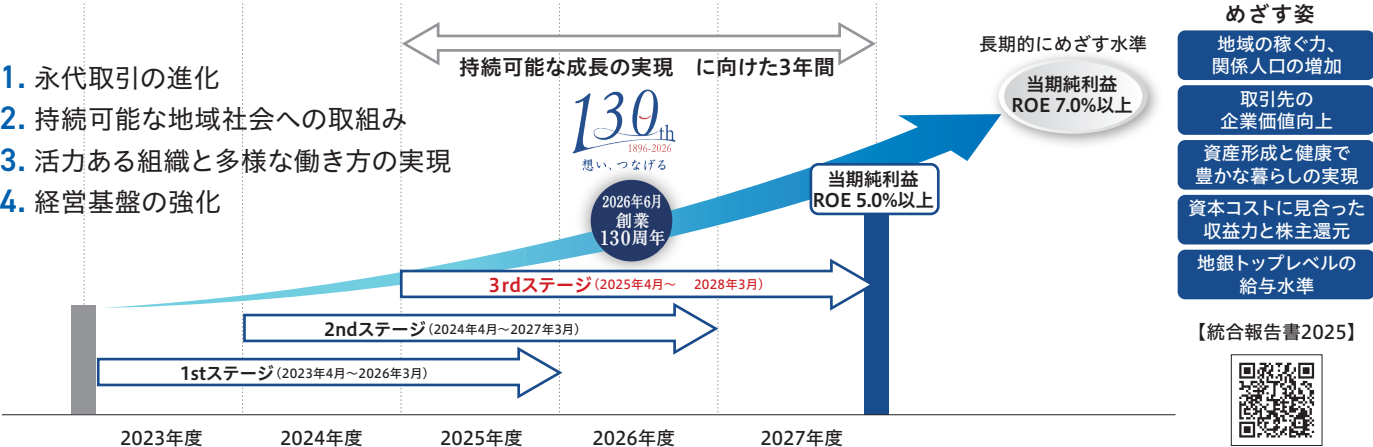 1. 永代取引の進化
2. 持続可能な地域社会への取組み
3. 活力ある組織と多様な働き方の実現
4. 経営基盤の強化
持続可能な成長の実現　に向けた3年間
130th
1896-2026
想い、つなげる
2026年6月
創業
130周年
長期的にめざす水準
当期純利益
ROE 7.0%以上
当期純利益
ROE 5.0%以上
3rdステージ（2025年4月～　2028年3月）
2ndステージ（2024年4月～2027年3月）
1stステージ（2023年4月～2026年3月）
2023年度
2024年度
2025年度
2026年度
2027年度
めざす姿
地域の稼ぐ力、
関係人口の増加
取引先の
企業価値向上
資産形成と健康で
豊かな暮らしの実現
資本コストに見合った
収益力と株主還元
地銀トップレベルの
給与水準
【統合報告書2025】